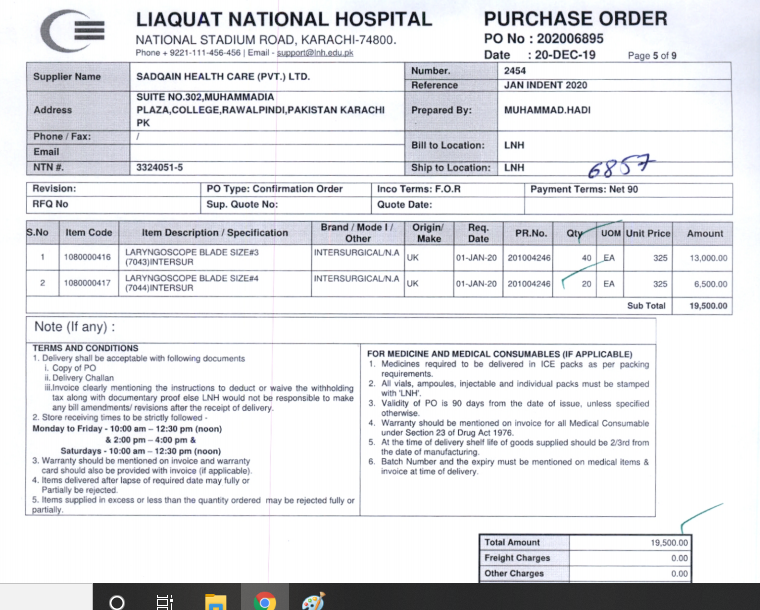 LIAQUAT NATIONAL HOSPITAL
NATIONAL STADIUM ROAD, KARACHI-74800.
Phone + 9221-111-456-456 | Email - support@lnh.edu.pk
PURCHASE ORDER
PO No : 202006895
Date : 20-DEC-19 Page 5 of 9
Supplier Name SADQAIN HEALTH CARE (PVT.) LTD.
Number. 2454
Reference JAN INDENT 2020
Address SUITE NO.302,MUHAMMADIA
PLAZA,COLLEGE,RAWALPINDI,PAKISTAN KARACHI
PK
Prepared By: MUHAMMAD.HADI
Phone / Fax: /
Email
Bill to Location: LNH
NTN #. 3324051-5
Ship to Location: LNH
6857
Revision: PO Type: Confirmation Order Inco Terms: F.O.R Payment Terms: Net 90
RFQ No Sup. Quote No: Quote Date:
S.No Item Code Item Description / Specification Brand / Mode l / Other Origin/ Make Req. Date PR.No. Qty UOM Unit Price Amount
1 1080000416 LARYNGOSCOPE BLADE SIZE#3 (7043)INTERSUR INTERSURGICAL/N.A UK 01-JAN-20 201004246 40 EA 325 13,000.00
2 1080000417 LARYNGOSCOPE BLADE SIZE#4 (7044)INTERSUR INTERSURGICAL/N.A UK 01-JAN-20 201004246 20 EA 325 6,500.00
Sub Total 19,500.00
Note (If any) :
TERMS AND CONDITIONS
1. Delivery shall be acceptable with following documents
i. Copy of PO
ii. Delivery Challan
iii.Invoice clearly mentioning the instructions to deduct or waive the withholding
tax along with documentary proof else LNH would not be responsible to make
any bill amendments/ revisions after the receipt of delivery.
2. Store receiving times to be strictly followed -
Monday to Friday - 10:00 am – 12:30 pm (noon)
& 2:00 pm – 4:00 pm &
Saturdays - 10:00 am – 12:30 pm (noon)
3. Warranty should be mentioned on invoice and warranty
card should also be provided with invoice (if applicable).
4. Items delivered after lapse of required date may fully or
Partially be rejected.
5. Items supplied in excess or less than the quantity ordered may be rejected fully or
partially.
FOR MEDICINE AND MEDICAL CONSUMABLES (IF APPLICABLE)
1. Medicines required to be delivered in ICE packs as per packing
requirements.
2. All vials, ampoules, injectable and individual packs must be stamped
with 'LNH'.
3. Validity of PO is 90 days from the date of issue, unless specified
otherwise.
4. Warranty should be mentioned on invoice for all Medical Consumable
under Section 23 of Drug Act 1976.
5. At the time of delivery shelf life of goods supplied should be 2/3rd from
the date of manufacturing.
6. Batch Number and the expiry must be mentioned on medical items &
invoice at time of delivery.
Total Amount 19,500.00
Freight Charges 0.00
Other Charges 0.00